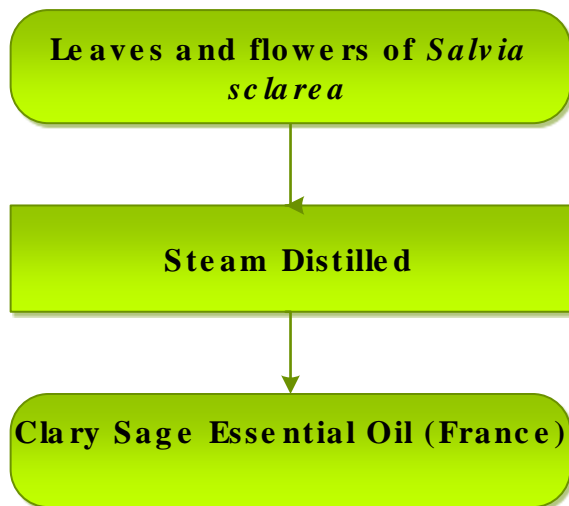 Leaves and flowers of Salvia
sclarea
Steam Distilled
Clary Sage Essential Oil (France)